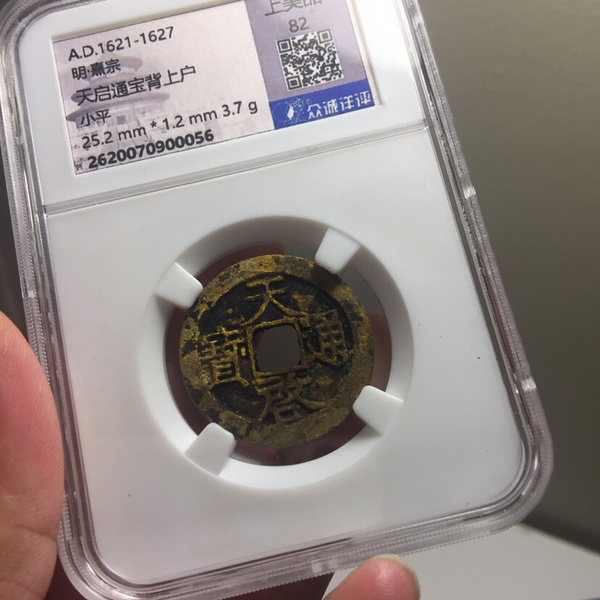 A.D.1621-1627
明·熹宗
天启通宝背上户
小平
25.2 mm * 1.2 mm 3.7 g
2620070900056
上美品
82
众诚评评
天啓通寶